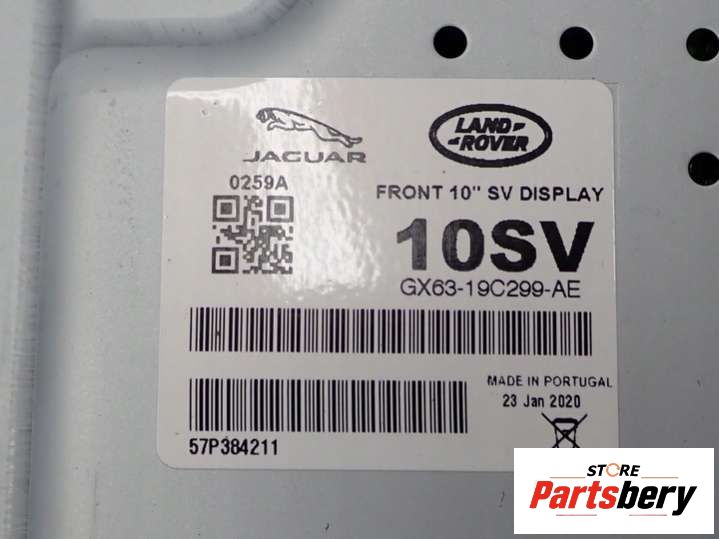 JAGUAR
LAND ROVER
0259A
FRONT 10" SV DISPLAY
10SV
GX63-19C299-AE
MADE IN PORTUGAL
23 Jan 2020
57P384211
STORE
Partsbery